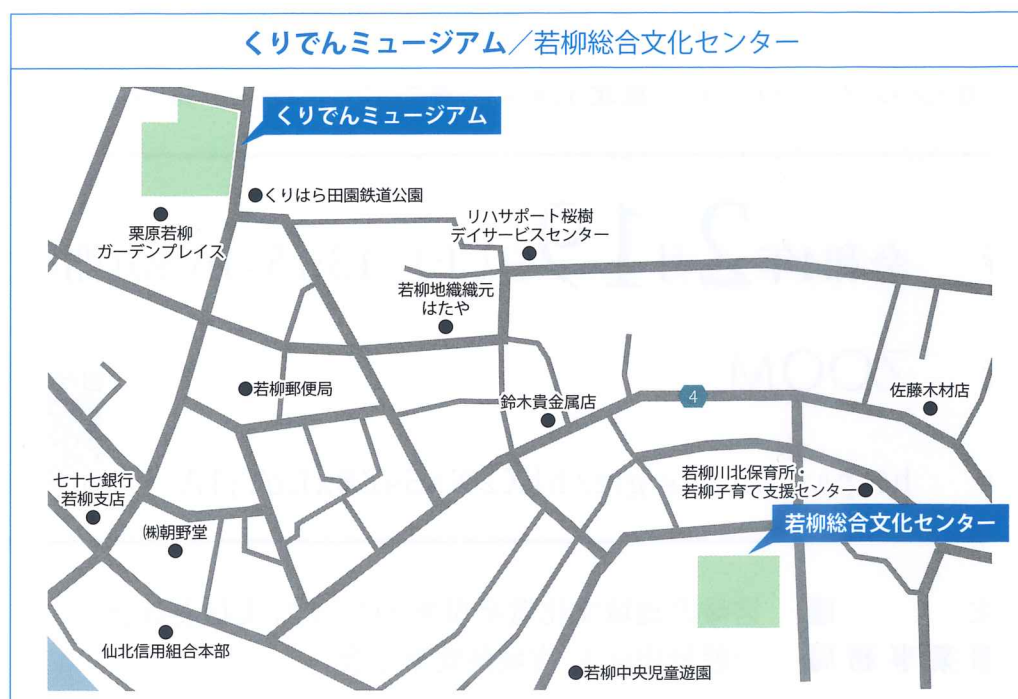 くりでんミュージアム／若柳総合文化センター
くりでんミュージアム
くりはら田園鉄道公園
栗原若柳
ガーデンプレイス
リハサポート桜樹
デイサービスセンター
若柳地織織元
はたや
若柳郵便局
鈴木貴金属店
4
佐藤木材店
七十七銀行
若柳支店
㈱朝野堂
若柳川北保育所・
若柳子育て支援センター
若柳総合文化センター
仙北信用組合本部
若柳中央児童遊園